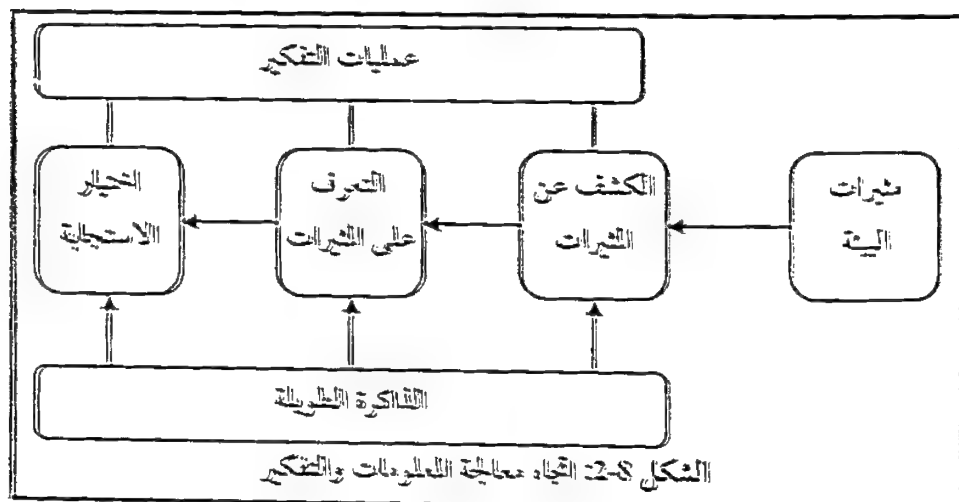 عمليات التفكير
مثيرات
البيئة
الكشف عن
المثيرات
التعرف
على المثيرات
اختيار
الاستجابة
الذاكرة الطويلة
الشكل 8-2: اتجاه معالجة المعلومات والتفكير